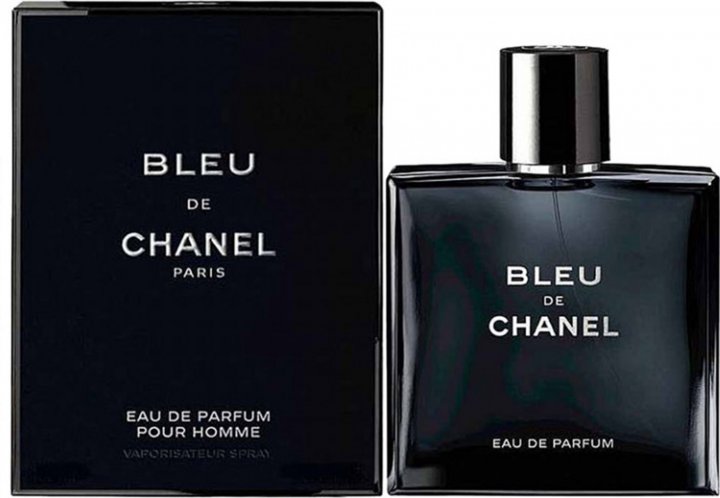 BLEU
DE
CHANEL
PARIS
EAU DE PARFUM
POUR HOMME
VAPORISATEUR SPRAY
BLEU
DE
CHANEL
EAU DE PARFUM